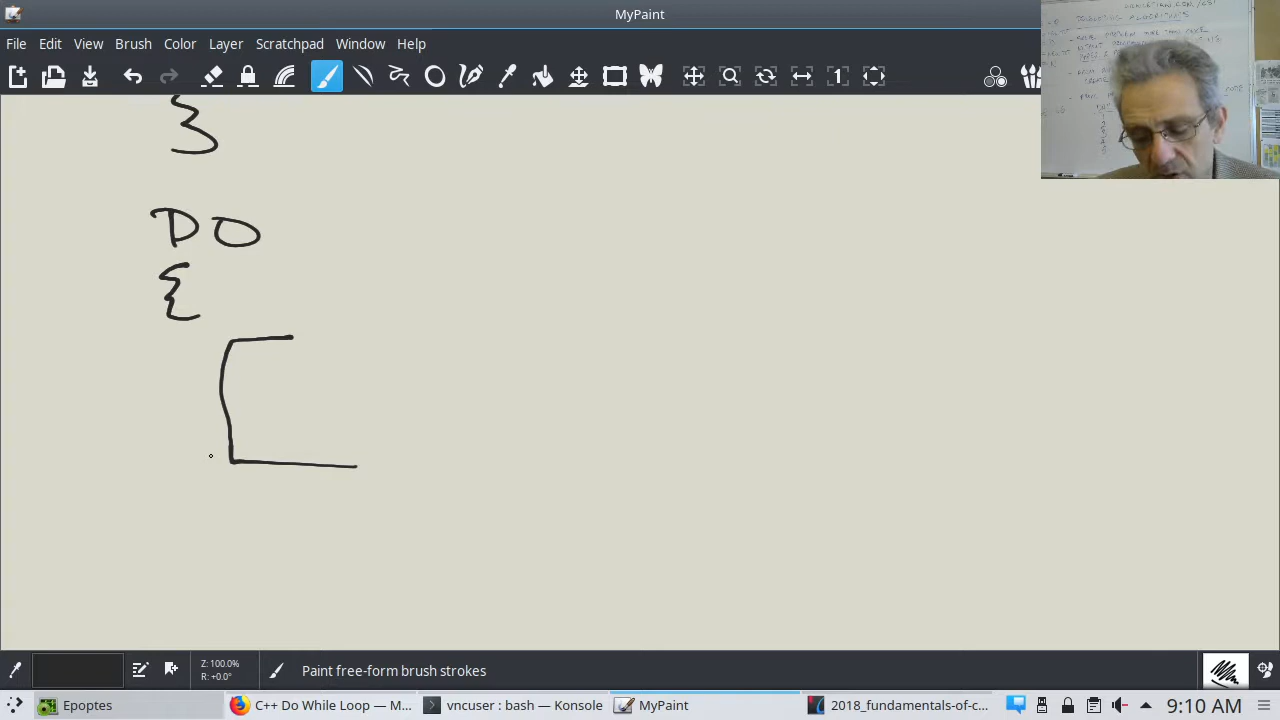 MyPaint
File Edit View Brush Color Layer Scratchpad Window Help
1
}
DO
{
Z: 100.0%
R: +0.0°
Paint free-form brush strokes
Epoptes
C++ Do While Loop — M...
vncuser : bash — Konsole
MyPaint
2018_fundamentals-of-c...
9:10 AM